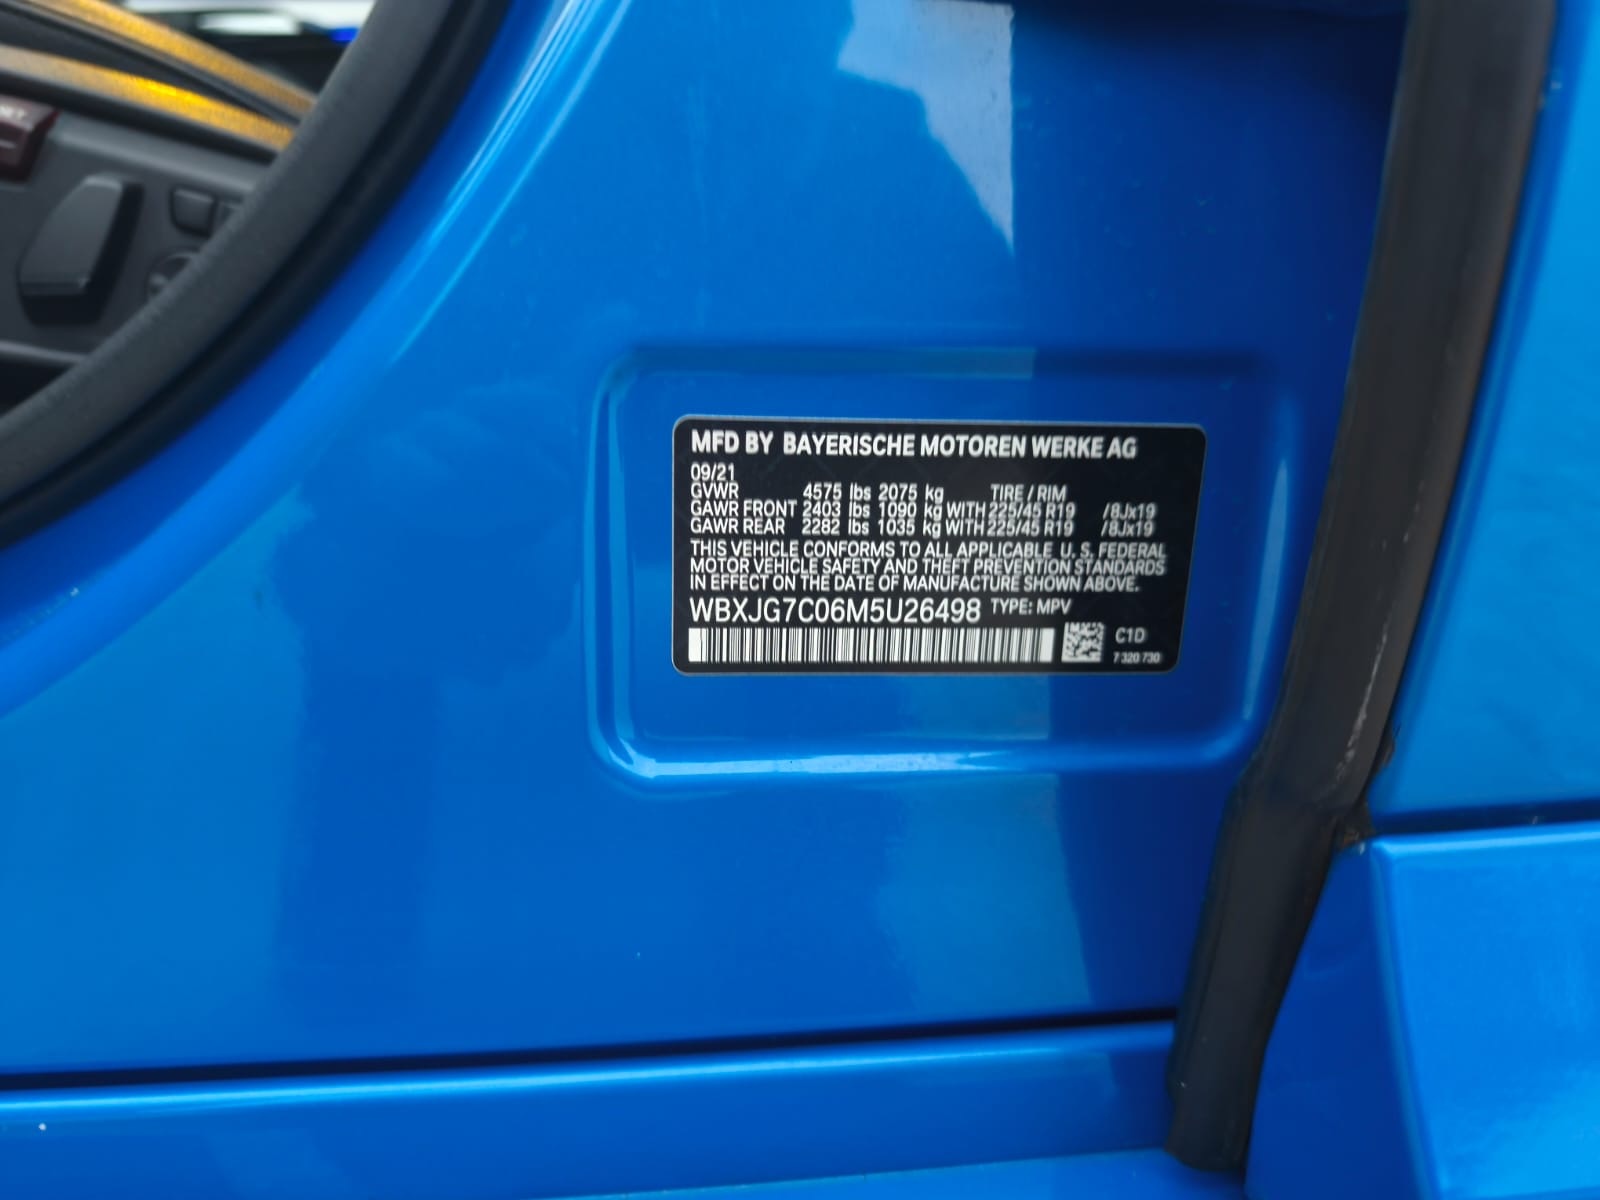 MFD BY BAYERISCHE MOTOREN WERKE AG
09/21
GVWR 4575 lbs 2075 kg TIRE / RIM
GAWR FRONT 2403 lbs 1090 kg WITH 225/45 R19 /8Jx19
GAWR REAR 2282 lbs 1035 kg WITH 225/45 R19 /8Jx19
THIS VEHICLE CONFORMS TO ALL APPLICABLE U. S. FEDERAL
MOTOR VEHICLE SAFETY AND THEFT PREVENTION STANDARDS
IN EFFECT ON THE DATE OF MANUFACTURE SHOWN ABOVE.
WBXJG7C06M5U26498 TYPE: MPV
C1D
7 320 730